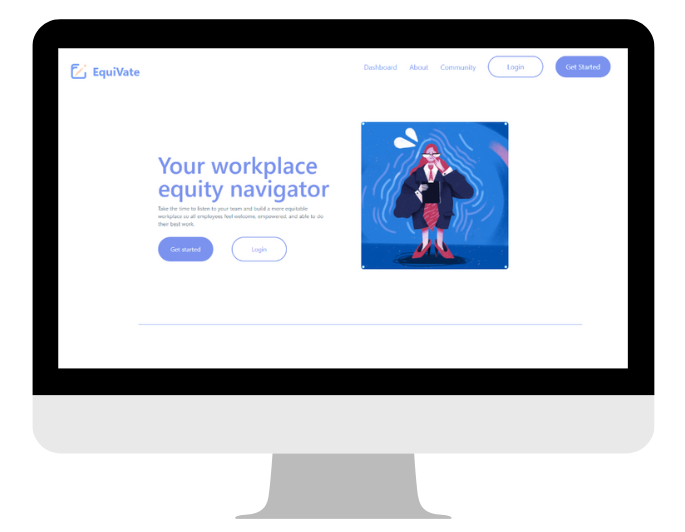 EquiVate
Dashboard About Community Login Get Started
Your workplace
equity navigator
Take the time to listen to your team and build a more equitable
workplace so all employees feel welcome, empowered, and able to do
their best work.
Get started Login